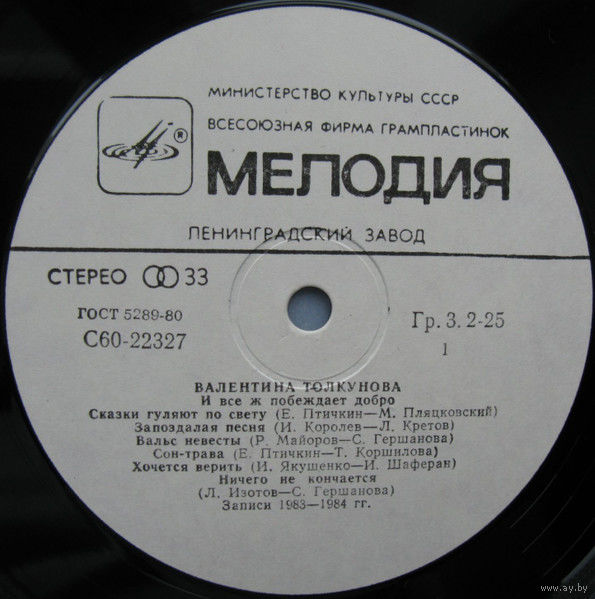 МИНИСТЕРСТВО КУЛЬТУРЫ СССР
ВСЕСОЮЗНАЯ ФИРМА ГРАМПЛАСТИНОК
®
МЕЛОДИЯ
ЛЕНИНГРАДСКИЙ ЗАВОД
СТЕРЕО 33
ГОСТ 5289-80
С60-22327
Гр. 3. 2-25
1
ВАЛЕНТИНА ТОЛКУНОВА
И все ж побеждает добро
Сказки гуляют по свету (Е. Птичкин—М. Пляцковский)
Запоздалая песня (И. Королев—Л. Кретов)
Вальс невесты (Р. Майоров—С. Гершанова)
Сон-трава (Е. Птичкин—Т. Коршилова)
Хочется верить (И. Якушенко—И. Шаферан)
Ничего не кончается
(Л. Изотов—С. Гершанова)
Записи 1983—1984 гг.
www.ay.by